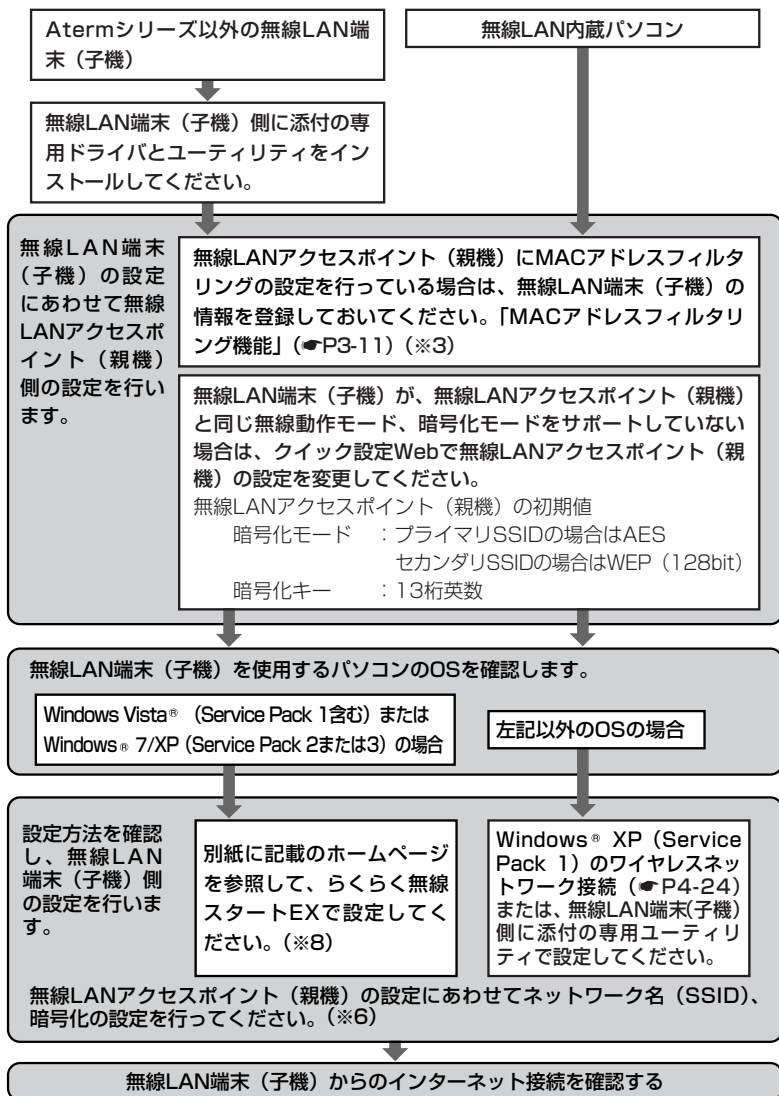 Atermシリーズ以外の無線LAN端
末（子機）
無線LAN内蔵パソコン
無線LAN端末（子機）側に添付の専
用ドライバとユーティリティをイン
ストールしてください。
無線LAN端末
（子機）の設定
にあわせて無線
LANアクセスポ
イント（親機）
側の設定を行い
ます。
無線LANアクセスポイント（親機）にMACアドレスフィルタ
リングの設定を行っている場合は、無線LAN端末（子機）の
情報を登録しておいてください。「MACアドレスフィルタリ
ング機能」（☛P3-11）（※3）
無線LAN端末（子機）が、無線LANアクセスポイント（親機）
と同じ無線動作モード、暗号化モードをサポートしていない
場合は、クイック設定Webで無線LANアクセスポイント（親
機）の設定を変更してください。
無線LANアクセスポイント（親機）の初期値
暗号化モード ：プライマリSSIDの場合はAES
セカンダリSSIDの場合はWEP（128bit）
暗号化キー ：13桁英数
無線LAN端末（子機）を使用するパソコンのOSを確認します。
Windows Vista®（Service Pack 1含む）または
Windows® 7/XP（Service Pack 2または3）の場合
左記以外のOSの場合
設定方法を確認
し、無線LAN
端末（子機）側
の設定を行いま
す。
別紙に記載のホームページ
を参照して、らくらく無線
スタートEXで設定してく
ださい。（※8）
Windows® XP（Service
Pack 1）のワイヤレスネッ
トワーク接続（☛P4-24）
または、無線LAN端末（子機）
側に添付の専用ユーティリ
ティで設定してください。
無線LANアクセスポイント（親機）の設定にあわせてネットワーク名（SSID）、
暗号化の設定を行ってください。（※6）
無線LAN端末（子機）からのインターネット接続を確認する